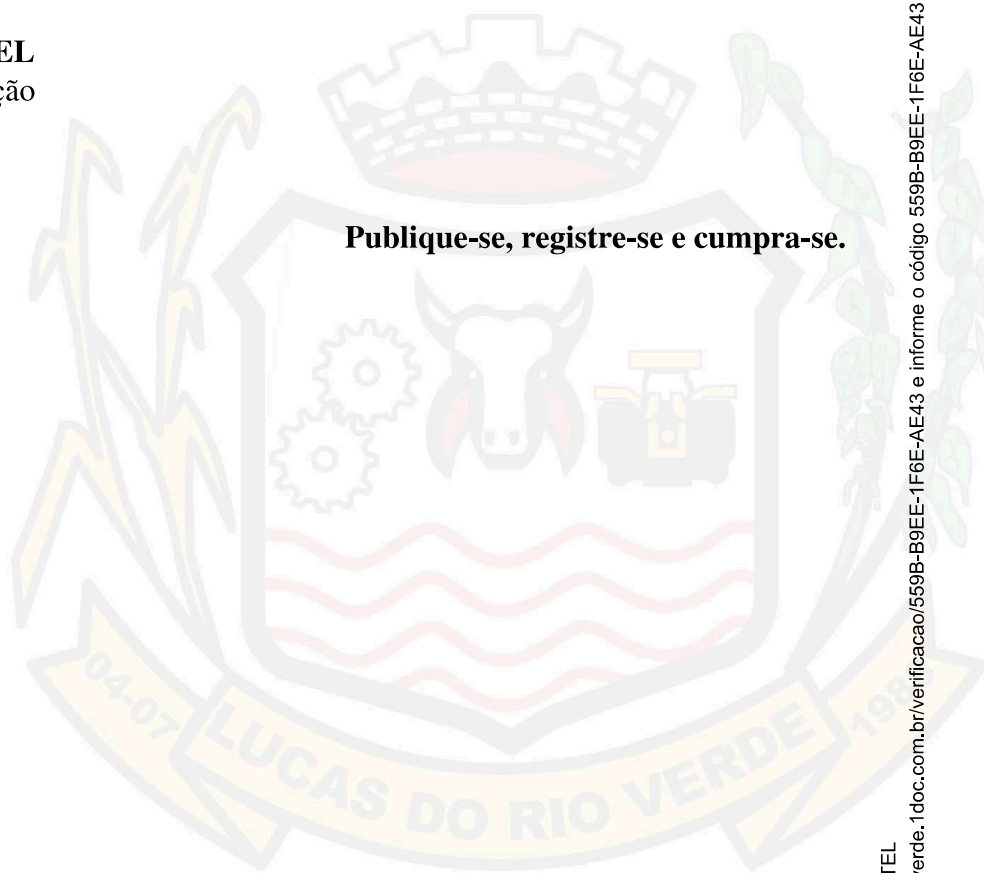 EL
ção
Publique-se, registre-se e cumpra-se.
04-07
LUCAS DO RIO VERDE
1988
TEL
verde.1doc.com.br/verificacao/559B-B9EE-1F6E-AE43 e informe o código 559B-B9EE-1F6E-AE43